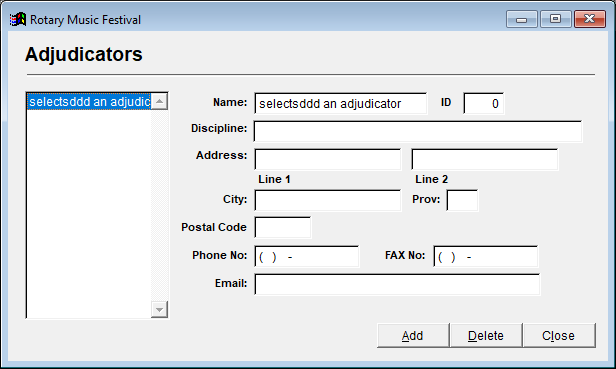 Rotary Music Festival
Adjudicators
selectsddd an adjudic
Name: selectsddd an adjudicator ID 0
Discipline:
Address:
Line 1 Line 2
City: Prov:
Postal Code
Phone No: ( ) - FAX No: ( ) -
Email:
Add Delete Close